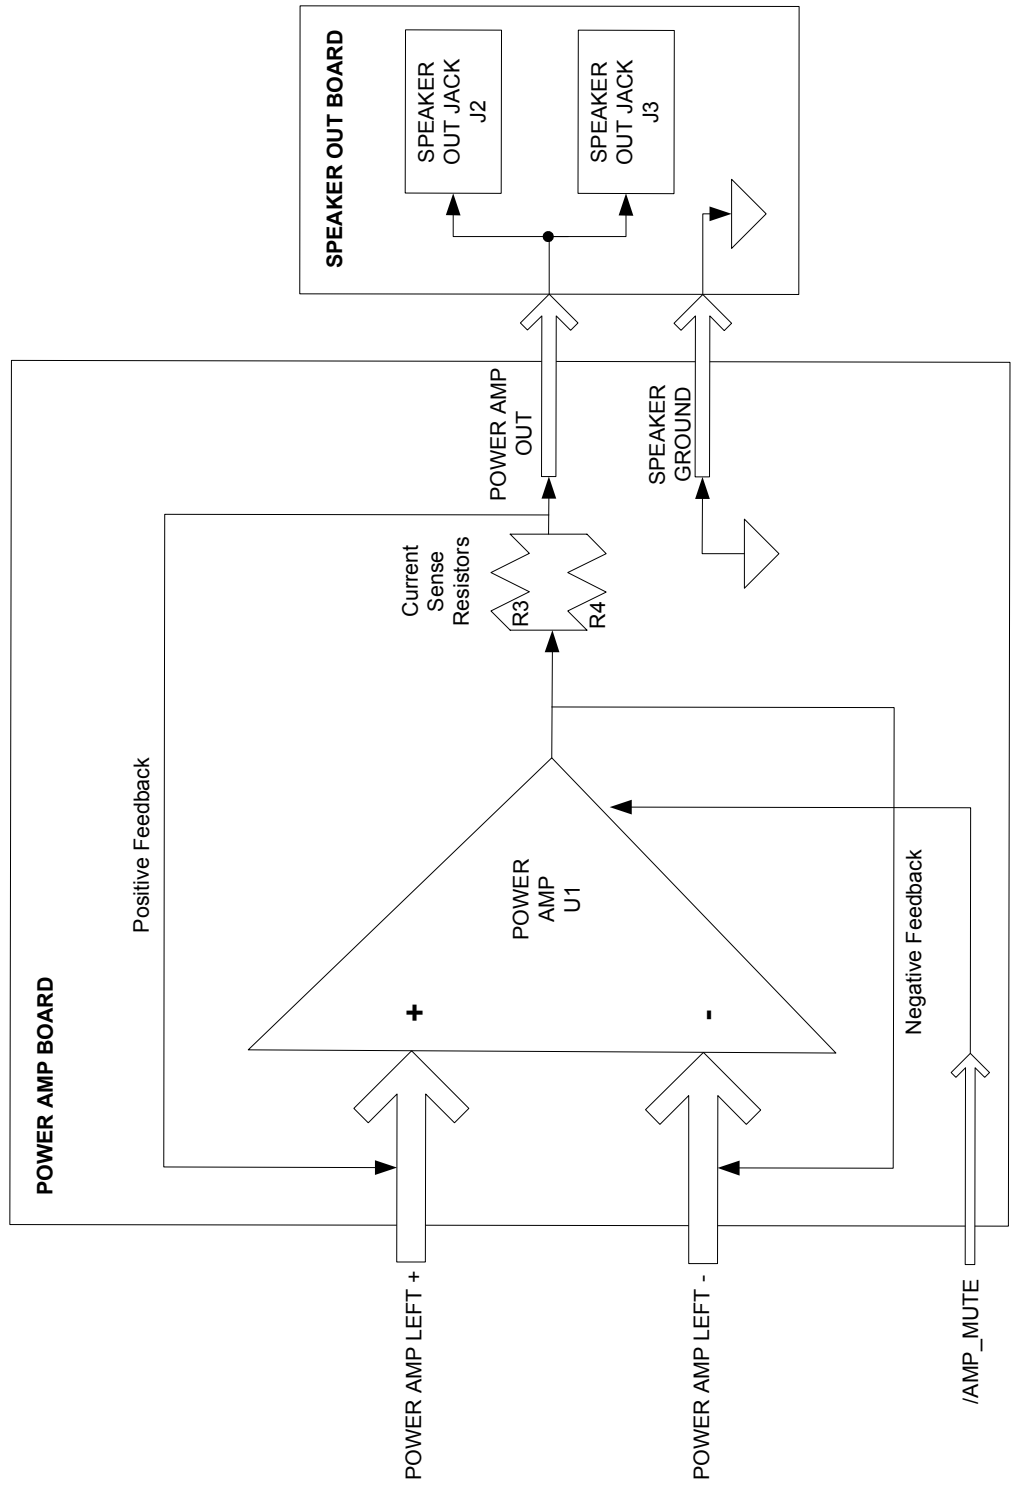 POWER AMP BOARD
Positive Feedback
POWER AMP LEFT +
POWER AMP LEFT -
/AMP_MUTE
+
-
POWER
AMP
U1
Negative Feedback
Current
Sense
Resistors
R3
R4
POWER AMP
OUT
SPEAKER
GROUND
SPEAKER OUT BOARD
SPEAKER
OUT JACK
J2
SPEAKER
OUT JACK
J3